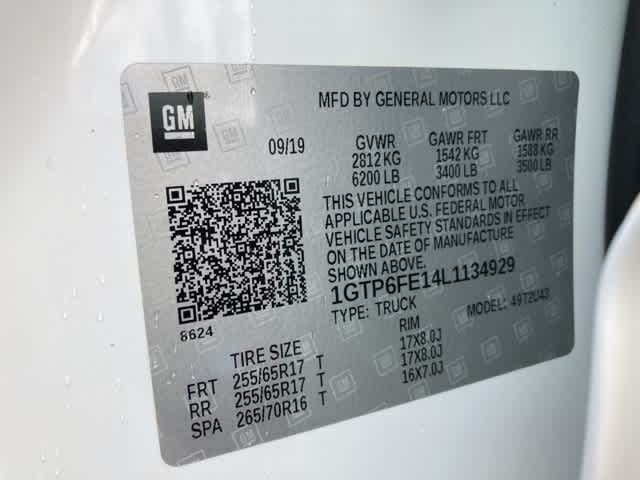 GM
MFD BY GENERAL MOTORS LLC
09/19
GVWR GAWR FRT GAWR RR
2812 KG 1542 KG 1588 KG
6200 LB 3400 LB 3500 LB
THIS VEHICLE CONFORMS TO ALL
APPLICABLE U.S. FEDERAL MOTOR
VEHICLE SAFETY STANDARDS IN EFFECT
ON THE DATE OF MANUFACTURE
SHOWN ABOVE.
1GTP6FE14L1134929
TYPE: TRUCK MODEL: 49T2U43
8624
TIRE SIZE RIM
FRT 255/65R17 T 17X8.0J
RR 255/65R17 T 17X8.0J
SPA 265/70R16 T 16X7.0J